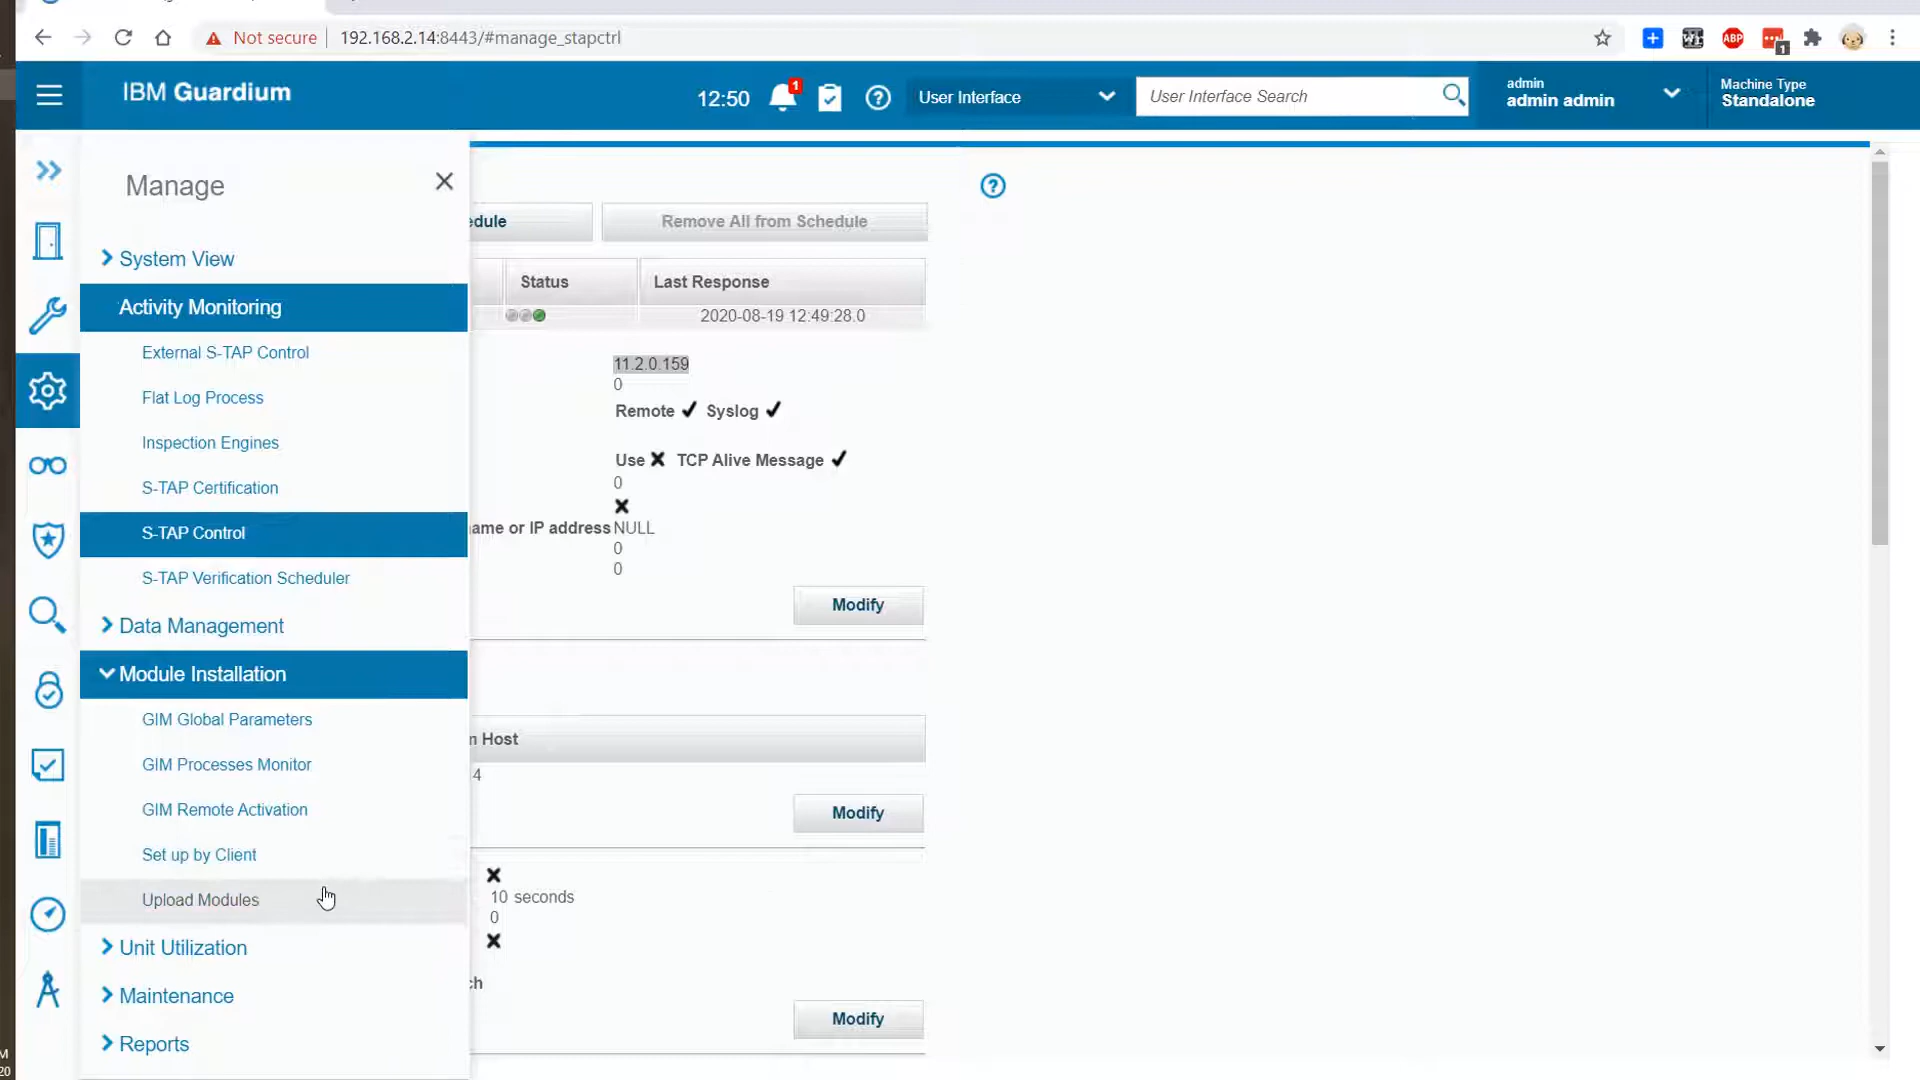 Not secure
192.168.2.14:8443/#manage_stapctrl
ABP
1
IBM Guardium
12:50
1
User Interface
User Interface Search
admin
admin admin
Machine Type
Standalone
Manage
System View
Activity Monitoring
External S-TAP Control
Flat Log Process
Inspection Engines
S-TAP Certification
S-TAP Control
S-TAP Verification Scheduler
Data Management
Module Installation
GIM Global Parameters
GIM Processes Monitor
GIM Remote Activation
Set up by Client
Upload Modules
Unit Utilization
Maintenance
Reports
edule
Remove All from Schedule
Status
Last Response
2020-08-19 12:49:28.0
11.2.0.159
0
Remote Syslog
Use TCP Alive Message
0
ame or IP address NULL
0
0
Modify
n Host
4
Modify
10 seconds
0
ch
Modify
M
20